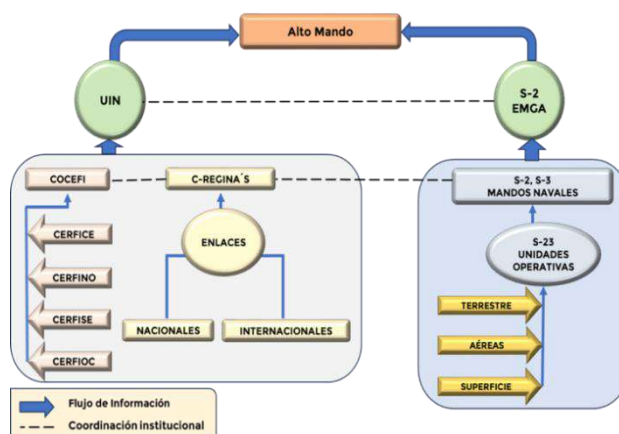 Alto Mando
UIN
S-2
EMGA
COCEFI
C-REGINA´S
S-2, S-3
MANDOS NAVALES
CERFICE
ENLACES
S-23
UNIDADES
OPERATIVAS
CERFINO
TERRESTRE
CERFISE
NACIONALES
INTERNACIONALES
AÉREAS
CERFIOC
SUPERFICIE
Flujo de Información
Coordinación institucional